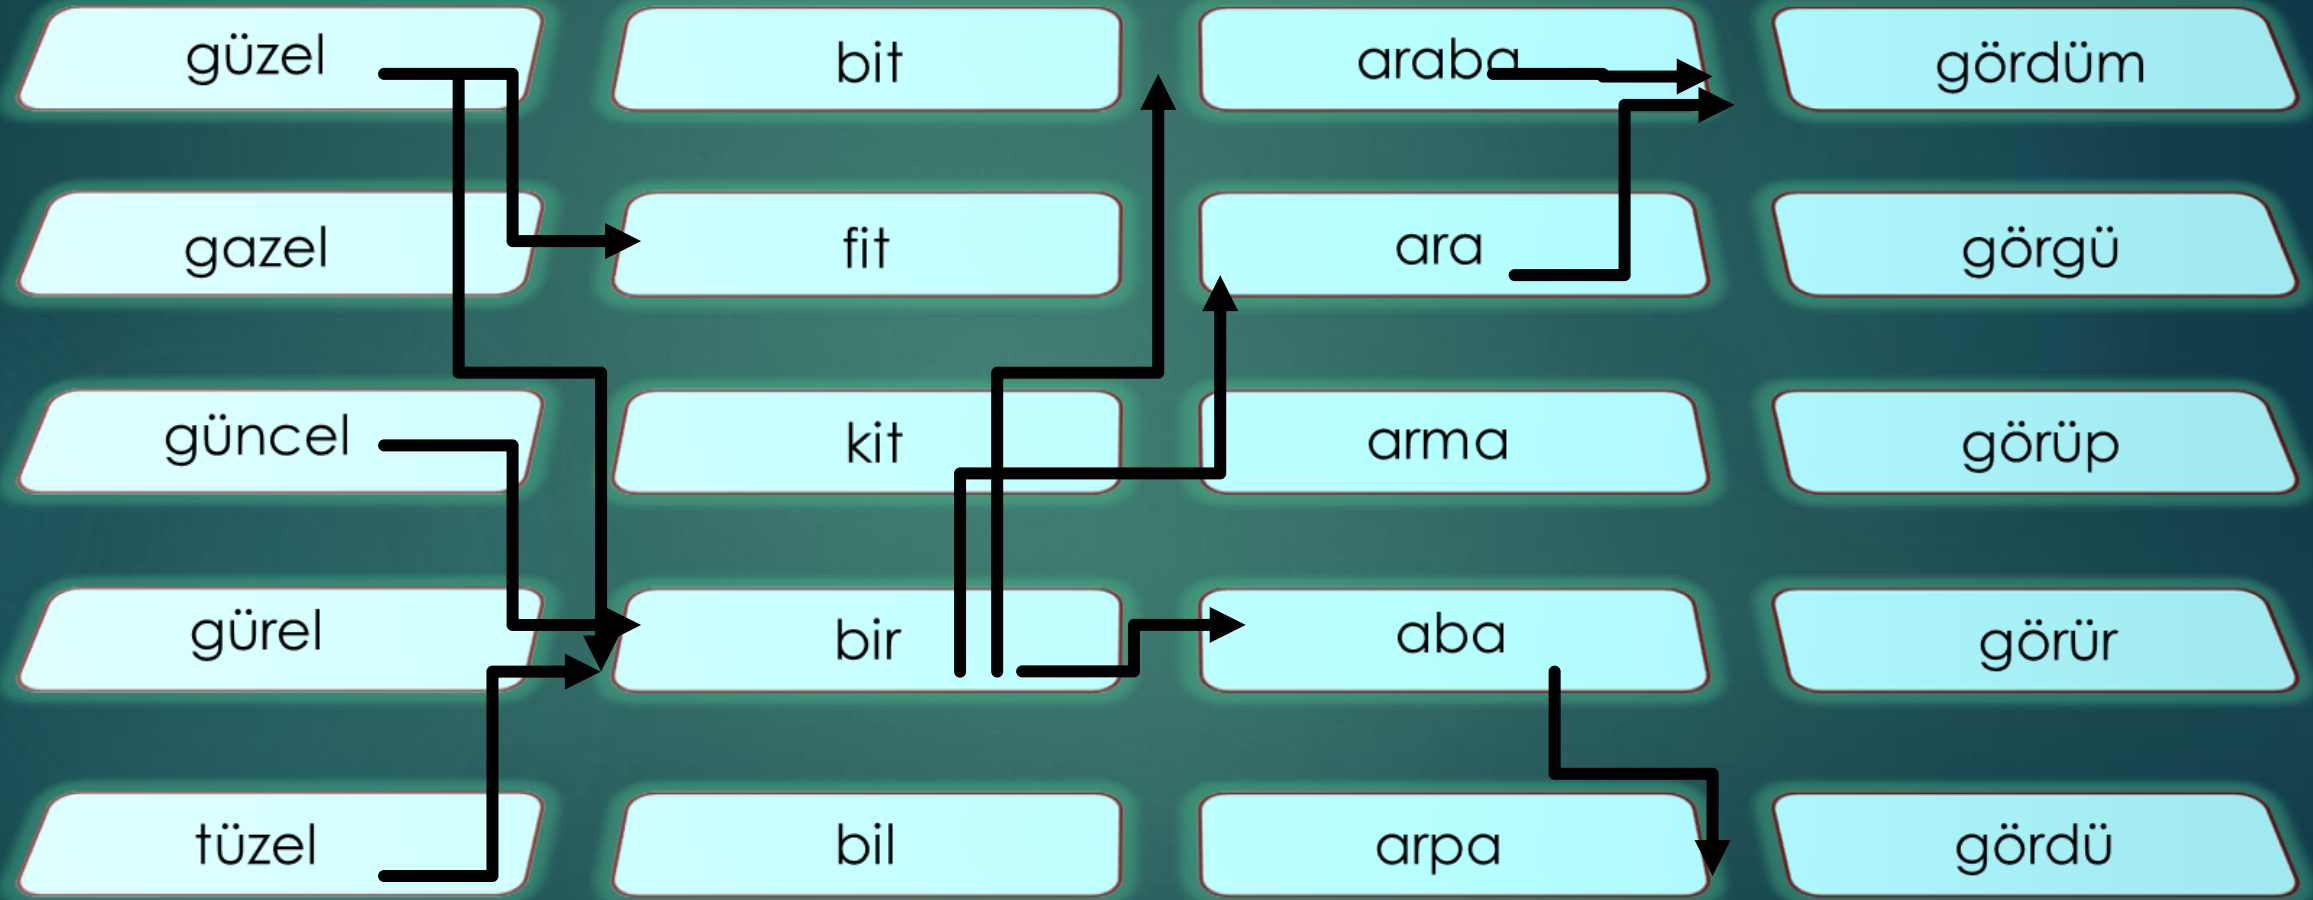 güzel bit araba gördüm
gazel fit ara görgü
güncel kit arma görüp
gürel bir aba görür
tüzel bil arpa gördü